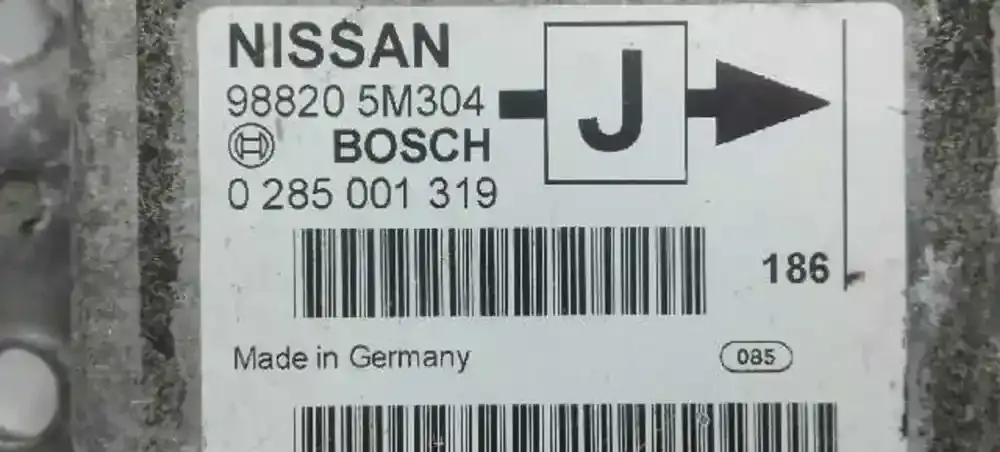 NISSAN
98820 5M304
J
BOSCH
0 285 001 319
186
Made in Germany
085